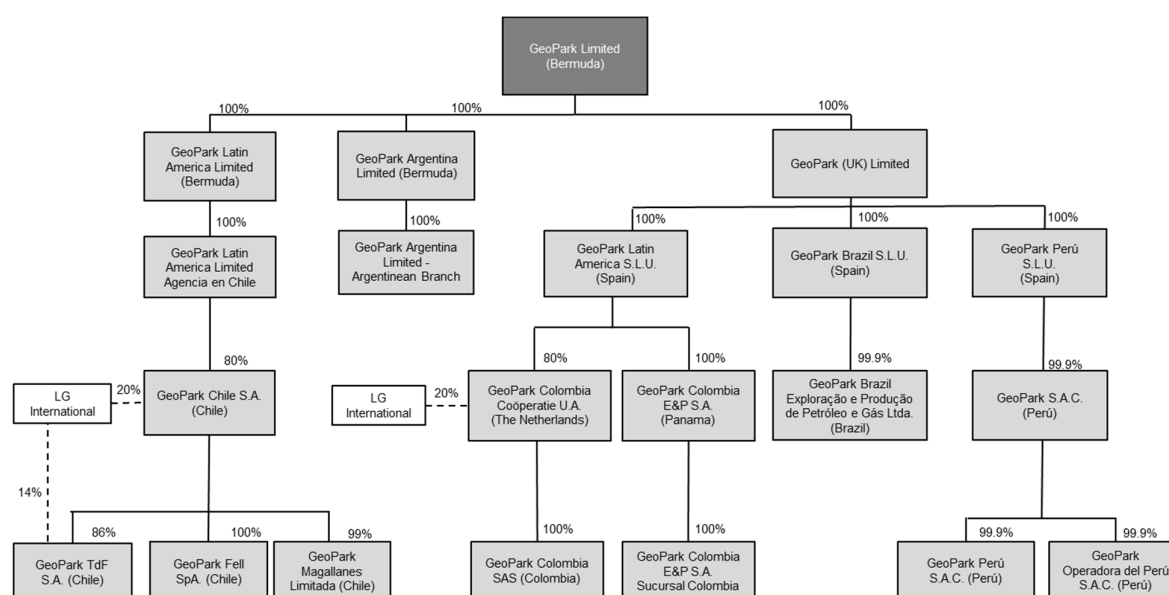 GeoPark Limited
(Bermuda)
100%
100%
100%
GeoPark Latin
America Limited
(Bermuda)
GeoPark Argentina
Limited (Bermuda)
GeoPark (UK) Limited
100%
100%
100%
100%
100%
GeoPark Latin
America Limited
Agencia en Chile
GeoPark Argentina
Limited -
Argentinean Branch
GeoPark Latin
America S.L.U.
(Spain)
GeoPark Brazil S.L.U.
(Spain)
GeoPark Perú
S.L.U.
(Spain)
80%
80%
100%
99.9%
99.9%
LG
International
20%
GeoPark Chile S.A.
(Chile)
LG
International
20%
GeoPark Colombia
Coöperatie U.A.
(The Netherlands)
GeoPark Colombia
E&P S.A.
(Panama)
GeoPark Brazil
Exploração e Produção
de Petróleo e Gás Ltda.
(Brazil)
GeoPark S.A.C.
(Perú)
14%
86%
100%
99%
100%
100%
99.9%
99.9%
GeoPark TdF
S.A. (Chile)
GeoPark Fell
SpA. (Chile)
GeoPark
Magallanes
Limitada (Chile)
GeoPark Colombia
SAS (Colombia)
GeoPark Colombia
E&P S.A.
Sucursal Colombia
GeoPark Perú
S.A.C. (Perú)
GeoPark
Operadora del Perú
S.A.C. (Perú)